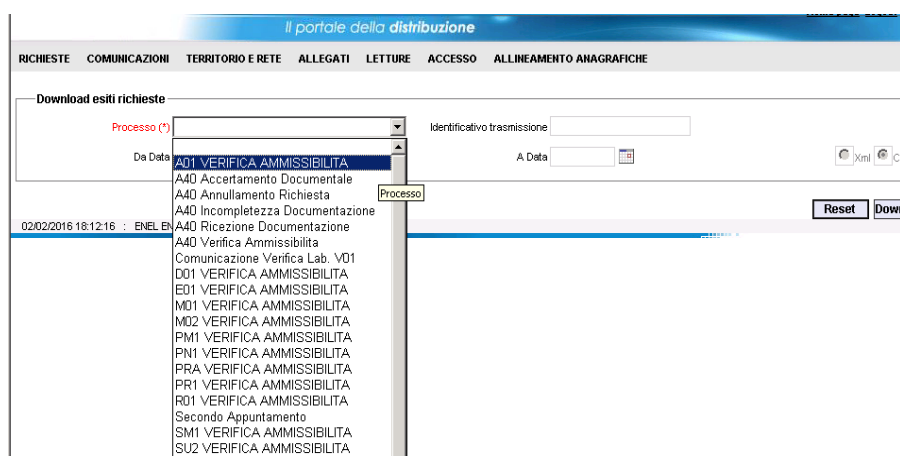 Il portale della distribuzione
RICHIESTE COMUNICAZIONI TERRITORIO E RETE ALLEGATI LETTURE ACCESSO ALLINEAMENTO ANAGRAFICHE
Download esiti richieste
Processo (*) Identificativo trasmissione
Da Data A Data Xml
A01 VERIFICA AMMISSIBILITA
A40 Accertamento Documentale
A40 Annullamento Richiesta
Processo
A40 Incompletezza Documentazione
Reset
A40 Ricezione Documentazione
02/02/2016 18:12:16 : ENEL
A40 Verifica Ammissibilita
Comunicazione Verifica Lab. V01
D01 VERIFICA AMMISSIBILITA
E01 VERIFICA AMMISSIBILITA
M01 VERIFICA AMMISSIBILITA
M02 VERIFICA AMMISSIBILITA
PM1 VERIFICA AMMISSIBILITA
PN1 VERIFICA AMMISSIBILITA
PRA VERIFICA AMMISSIBILITA
PR1 VERIFICA AMMISSIBILITA
R01 VERIFICA AMMISSIBILITA
Secondo Appuntamento
SM1 VERIFICA AMMISSIBILITA
SU2 VERIFICA AMMISSIBILITA